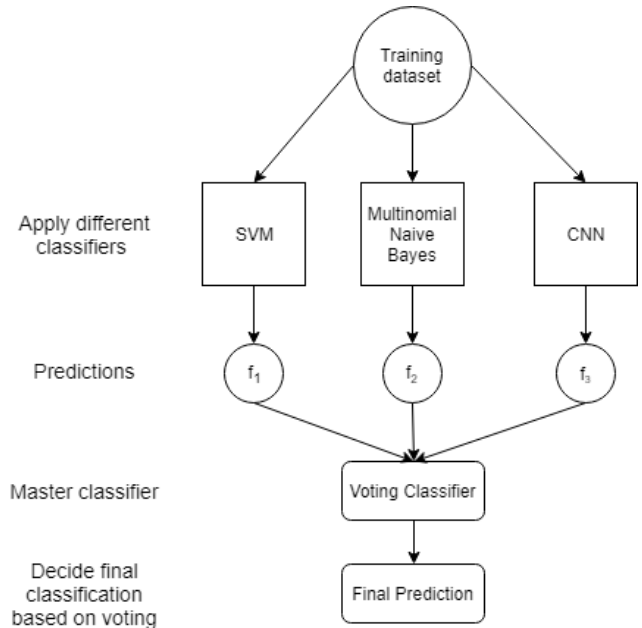 Training
dataset
Apply different
classifiers
SVM
Multinomial
Naive
Bayes
CNN
Predictions
f₁
f₂
f₃
Master classifier
Voting Classifier
Decide final
classification
based on voting
Final Prediction